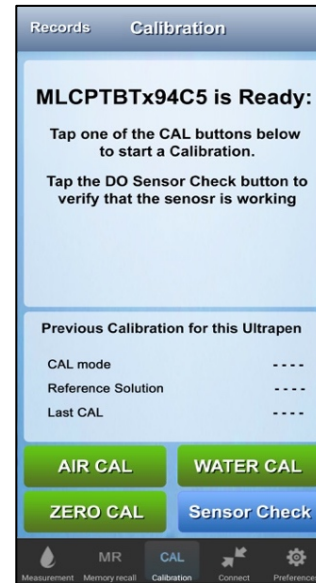 Records Calibration
MLCPTBTx94C5 is Ready:
Tap one of the CAL buttons below
to start a Calibration.
Tap the DO Sensor Check button to
verify that the senosr is working
Previous Calibration for this Ultrapen
CAL mode ----
Reference Solution ----
Last CAL ----
AIR CAL WATER CAL
ZERO CAL Sensor Check
MR CAL
Measurement Memory recall Calibration Connect Preference